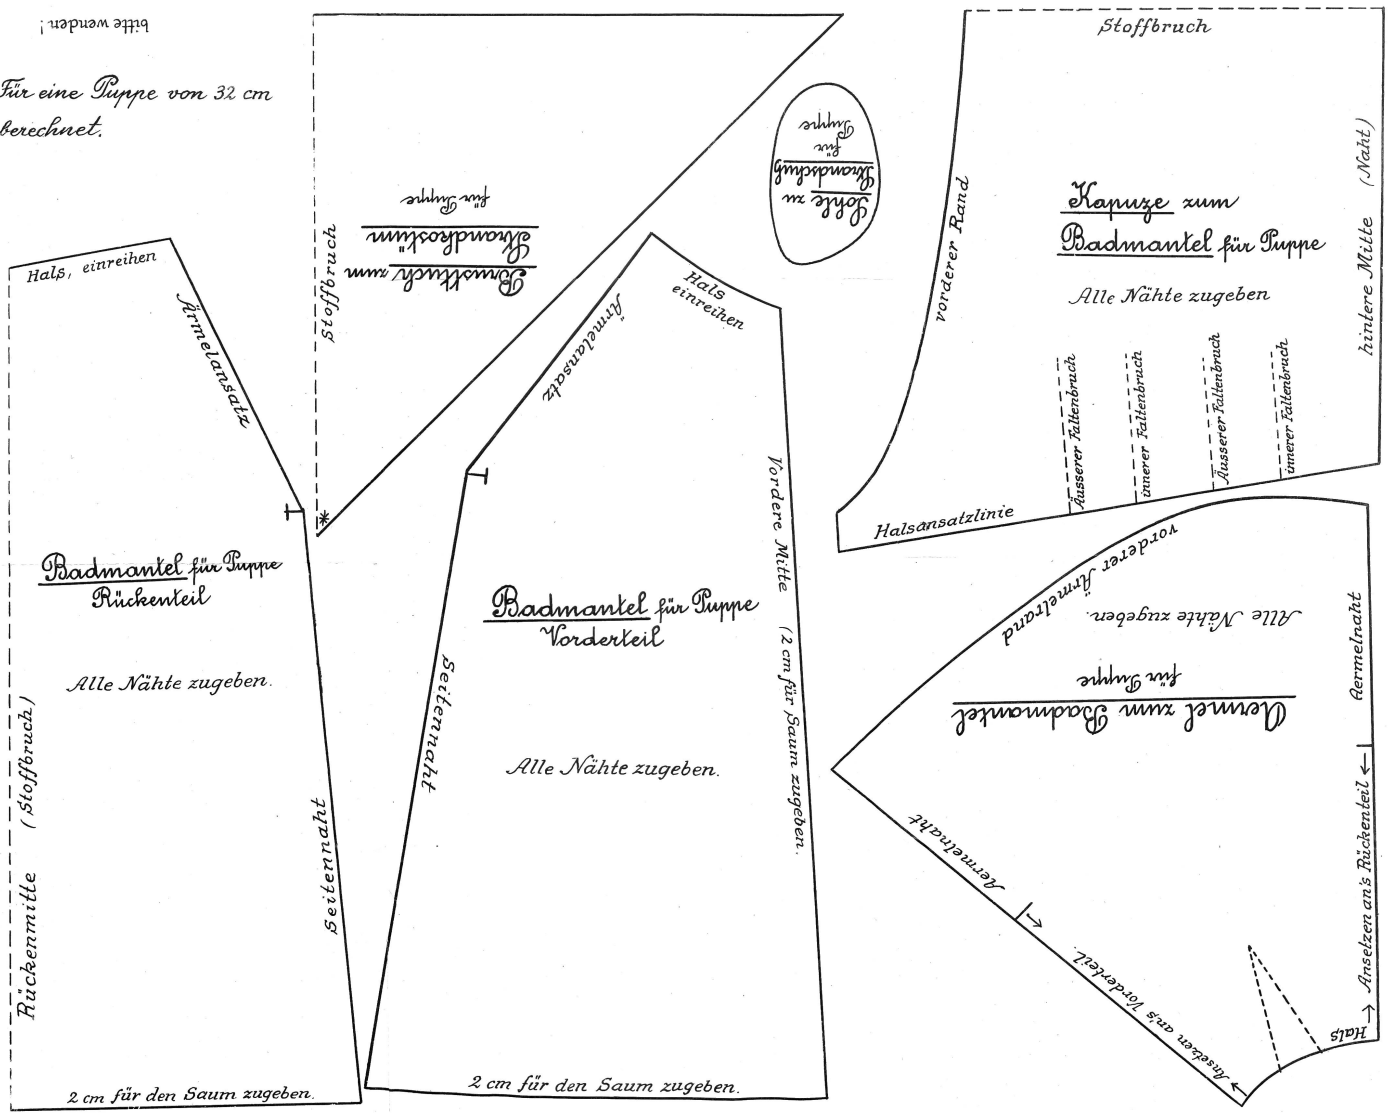 bitte wenden!
Für eine Puppe von 32 cm
berechnet.
Hals, einreihen
Ärmelansatz
Badmantel für Puppe
Rückenteil
Alle Nähte zugeben.
Rückenmitte (Stoffbruch)
Seitennaht
2 cm für den Saum zugeben.
Stoffbruch
Brusttuch zum
Strandkostüm
für Puppe
*
Sohle zu
Strandschuh
für
Puppe
Hals
einreihen
Ärmelansatz
Badmantel für Puppe
Vorderteil
Alle Nähte zugeben.
Seitennaht
Vordere Mitte (2 cm für Saum zugeben.
2 cm für den Saum zugeben.
Stoffbruch
vorderer Rand
Kapuze zum
Badmantel für Puppe
Alle Nähte zugeben
hintere Mitte (Naht)
Äusserer Faltenbruch
innerer Faltenbruch
Äusserer Faltenbruch
innerer Faltenbruch
Halsansatzlinie
vorderer Ärmelrand
Aermel zum Badmantel
für Puppe
Alle Nähte zugeben.
Aermelnaht
Ansetzen an's Rückenteil
Aermelnaht
Ansetzen an's Vorderteil.
Hals